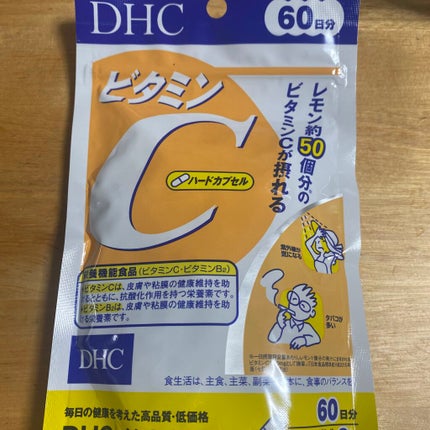 DHC
60日分
ビタミン
C
レモン約50個分の
ビタミンCが摂れる
ハードカプセル
栄養機能食品(ビタミンC・ビタミンB₂)
ビタミンCは、皮膚や粘膜の健康維持を助
けるとともに、抗酸化作用を持つ栄養素です。
ビタミンB₂は、皮膚や粘膜の健康維持を助
ける栄養素です。
紫外線が
気になる
タバコが
多い
DHC
食生活は、主食、主菜、副菜 本に、食事のバランスを
毎日の健康を考えた高品質・低価格
60日分